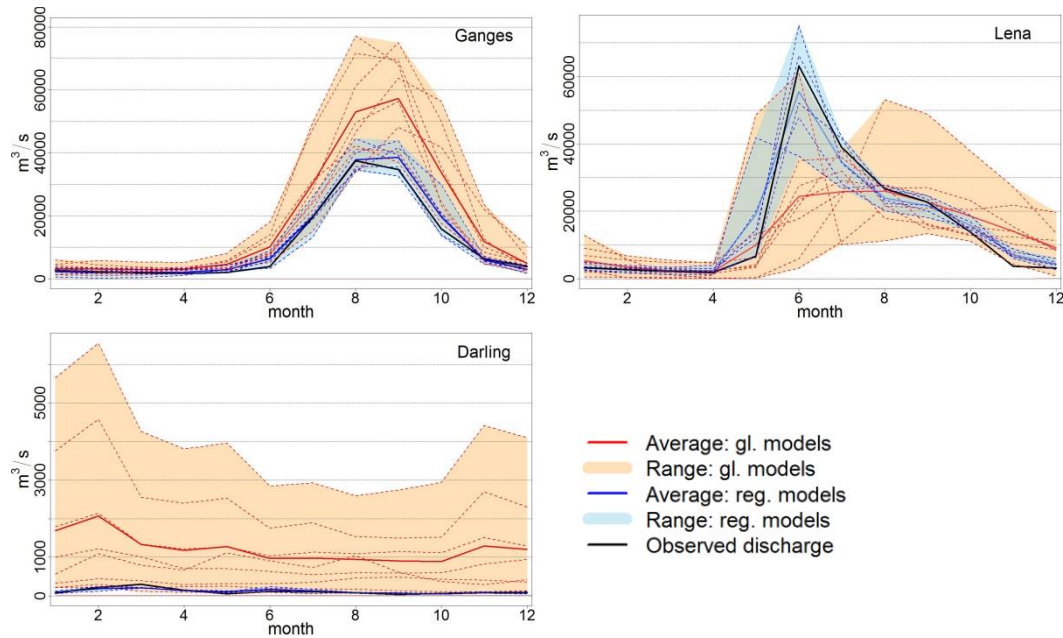 Ganges
80000
60000
40000
20000
0
m³/s
2 4 6 8 10 12
month
Lena
60000
40000
20000
0
m³/s
2 4 6 8 10 12
month
Darling
5000
3000
1000
0
m³/s
2 4 6 8 10 12
month
Average: gl. models
Range: gl. models
Average: reg. models
Range: reg. models
Observed discharge